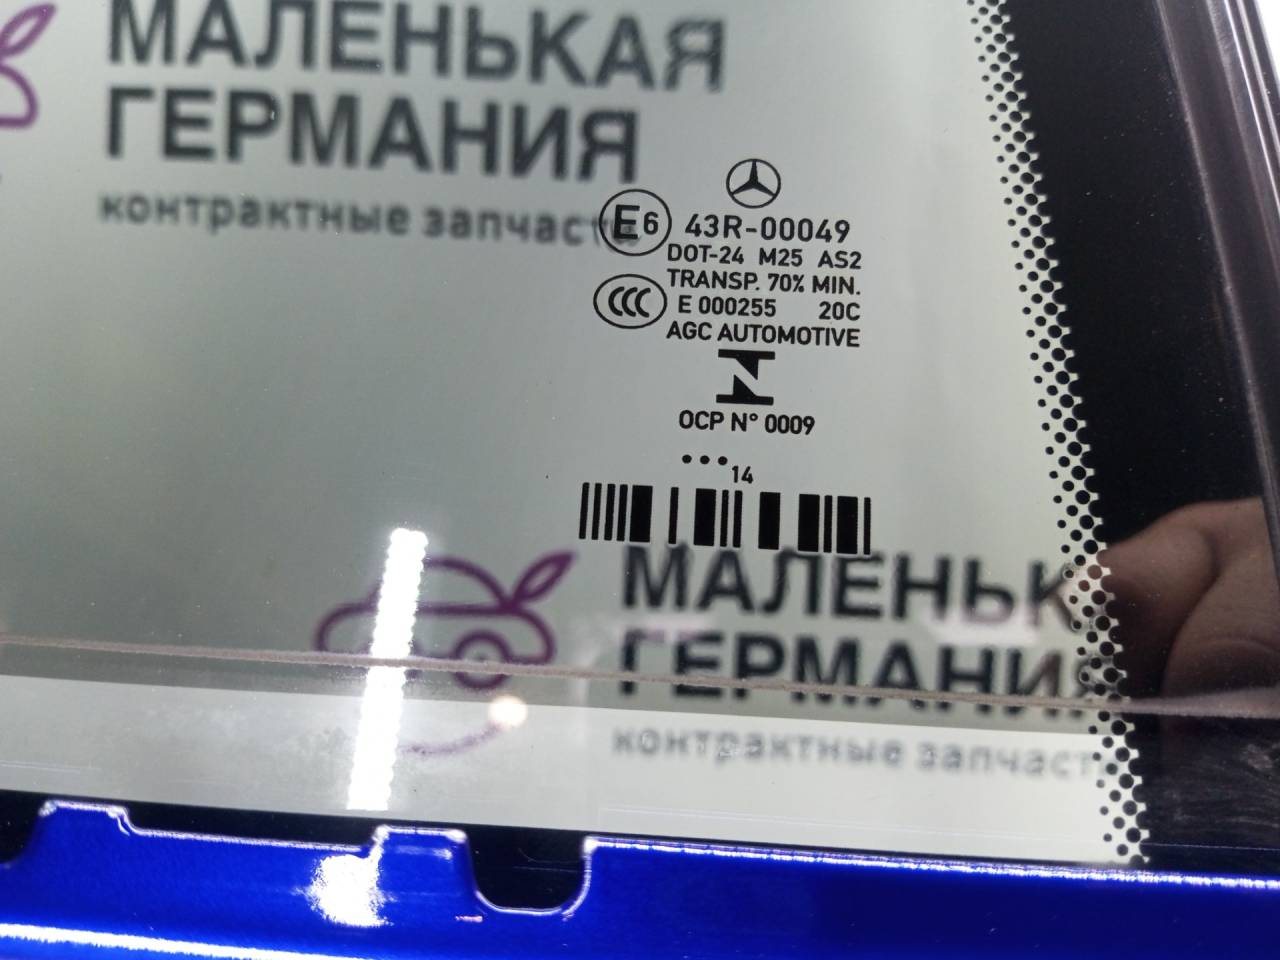 МАЛЕНЬКАЯ
ГЕРМАНИЯ
контрактные запчасти
E6 43R-00049
DOT-24 M25 AS2
TRANSP. 70% MIN.
CCC E 000255 20C
AGC AUTOMOTIVE
OCP N° 0009
•••14
МАЛЕНЬК
ГЕРМАНИЯ
контрактные запчаст